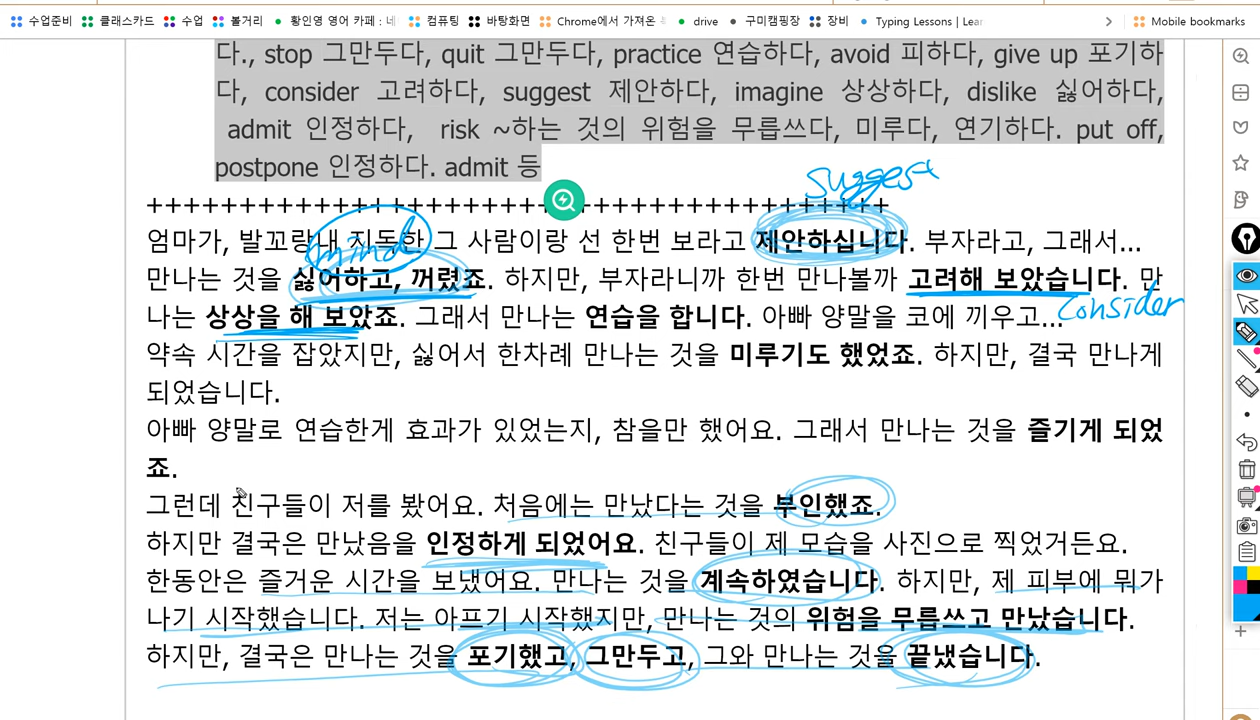 수업준비 클래스카드 수업 볼거리 황인영 영어 카페 : 네 컴퓨팅 바탕화면 Chrome에서 가져온 drive 구미캠핑장 장비 Typing Lessons | Lear Mobile bookmarks
다., stop 그만두다, quit 그만두다, practice 연습하다, avoid 피하다, give up 포기하
다, consider 고려하다, suggest 제안하다, imagine 상상하다, dislike 싫어하다,
admit 인정하다, risk ~하는 것의 위험을 무릅쓰다, 미루다, 연기하다. put off,
postpone 인정하다. admit 등
suggest
++++++++++++++++++++++++++++++++++++++++
엄마가, 발꼬랑내 지독한 그 사람이랑 선 한번 보라고 제안하십니다. 부자라고, 그래서...
mind
만나는 것을 싫어하고, 꺼렸죠. 하지만, 부자라니까 한번 만나볼까 고려해 보았습니다. 만
나는 상상을 해 보았죠. 그래서 만나는 연습을 합니다. 아빠 양말을 코에 끼우고...
consider
약속 시간을 잡았지만, 싫어서 한차례 만나는 것을 미루기도 했었죠. 하지만, 결국 만나게
되었습니다.
아빠 양말로 연습한게 효과가 있었는지, 참을만 했어요. 그래서 만나는 것을 즐기게 되었
죠.
그런데 친구들이 저를 봤어요. 처음에는 만났다는 것을 부인했죠.
하지만 결국은 만났음을 인정하게 되었어요. 친구들이 제 모습을 사진으로 찍었거든요.
한동안은 즐거운 시간을 보냈어요. 만나는 것을 계속하였습니다. 하지만, 제 피부에 뭐가
나기 시작했습니다. 저는 아프기 시작했지만, 만나는 것의 위험을 무릅쓰고 만났습니다.
하지만, 결국은 만나는 것을 포기했고, 그만두고, 그와 만나는 것을 끝냈습니다.